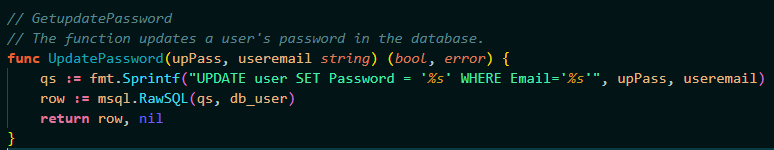 // GetupdatePassword
// The function updates a user's password in the database.
func UpdatePassword(upPass, useremail string) (bool, error) {
    qs := fmt.Sprintf("UPDATE user SET Password = '%s' WHERE Email='%s'", upPass, useremail)
    row := msql.RawSQL(qs, db_user)
    return row, nil
}